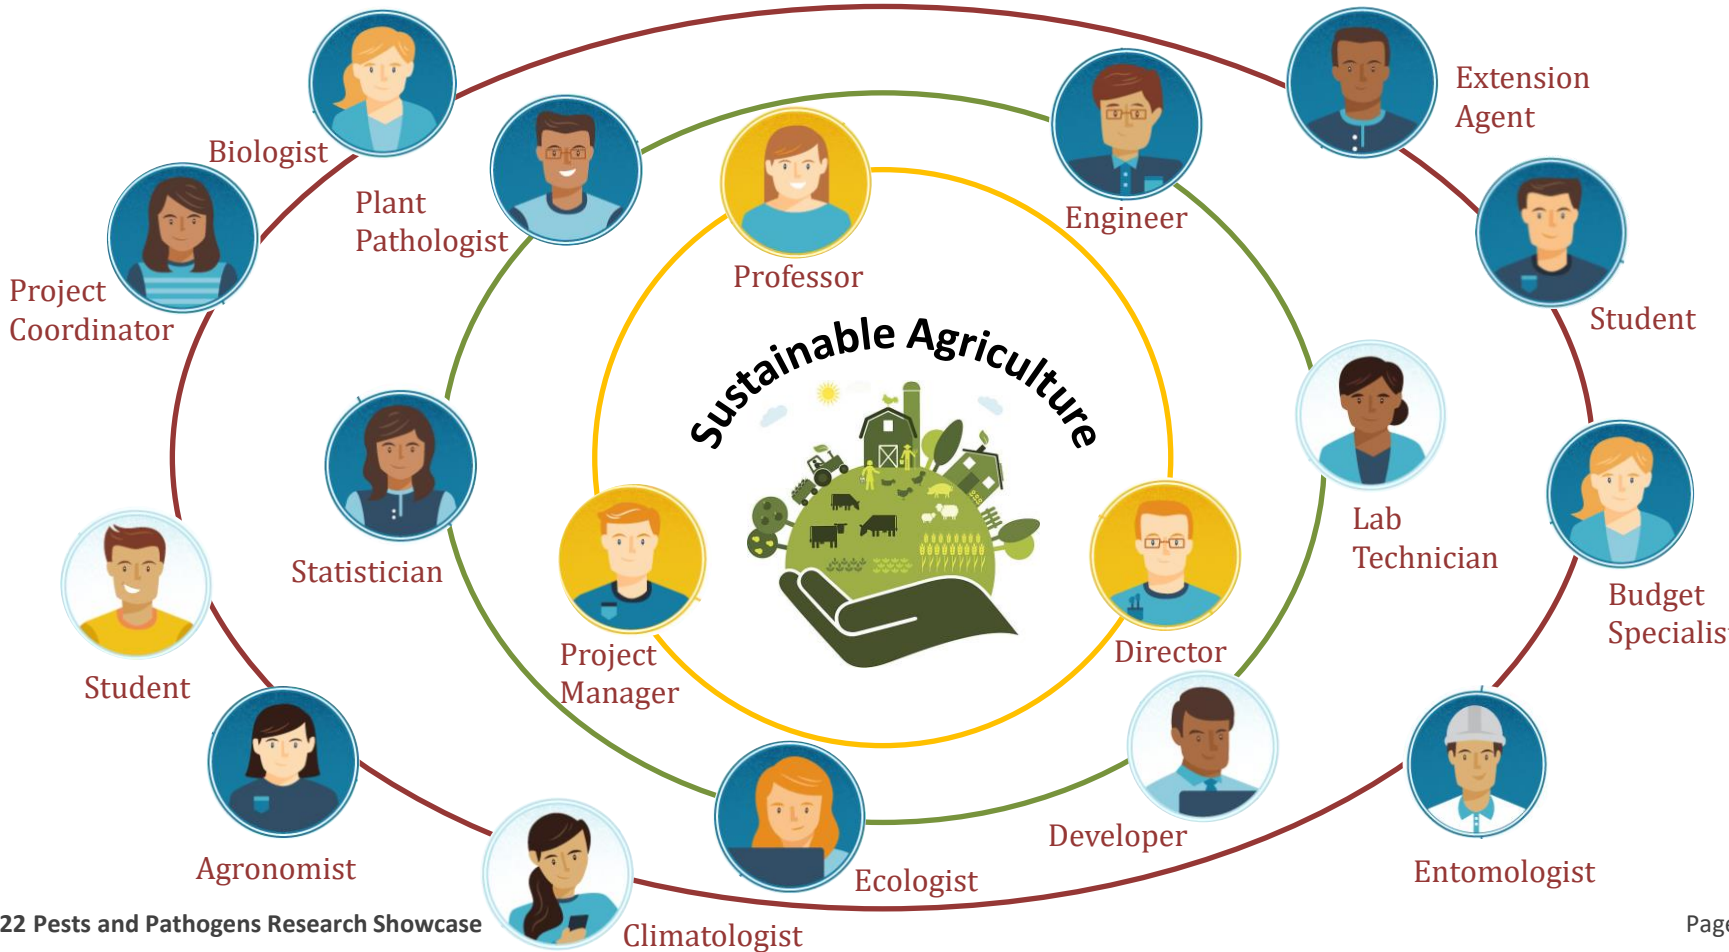 Extension
Agent
Biologist
Plant
Pathologist
Engineer
Professor
Project
Coordinator
Student
Sustainable Agriculture
Lab
Technician
Statistician
Budget
Specialis
Project
Manager
Director
Student
Developer
Agronomist
Ecologist
Entomologist
22 Pests and Pathogens Research Showcase
Climatologist
Page